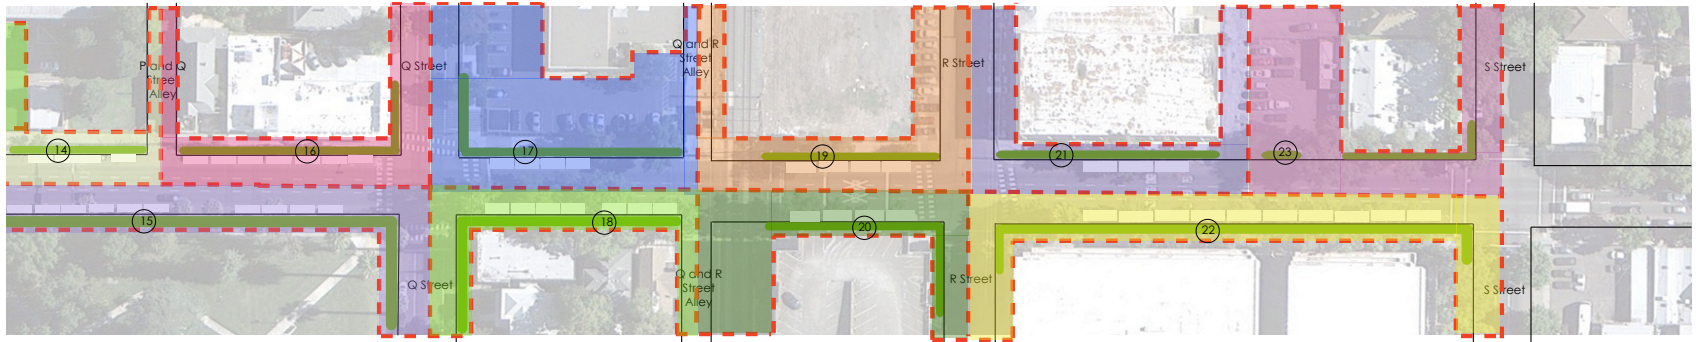 P and Q
Street
Alley
Q Street
Q and R
Street
Alley
R Street
S Street
14
16
17
19
21
23
15
18
20
22
Q Street
Q and R
Street
Alley
R Street
S Street